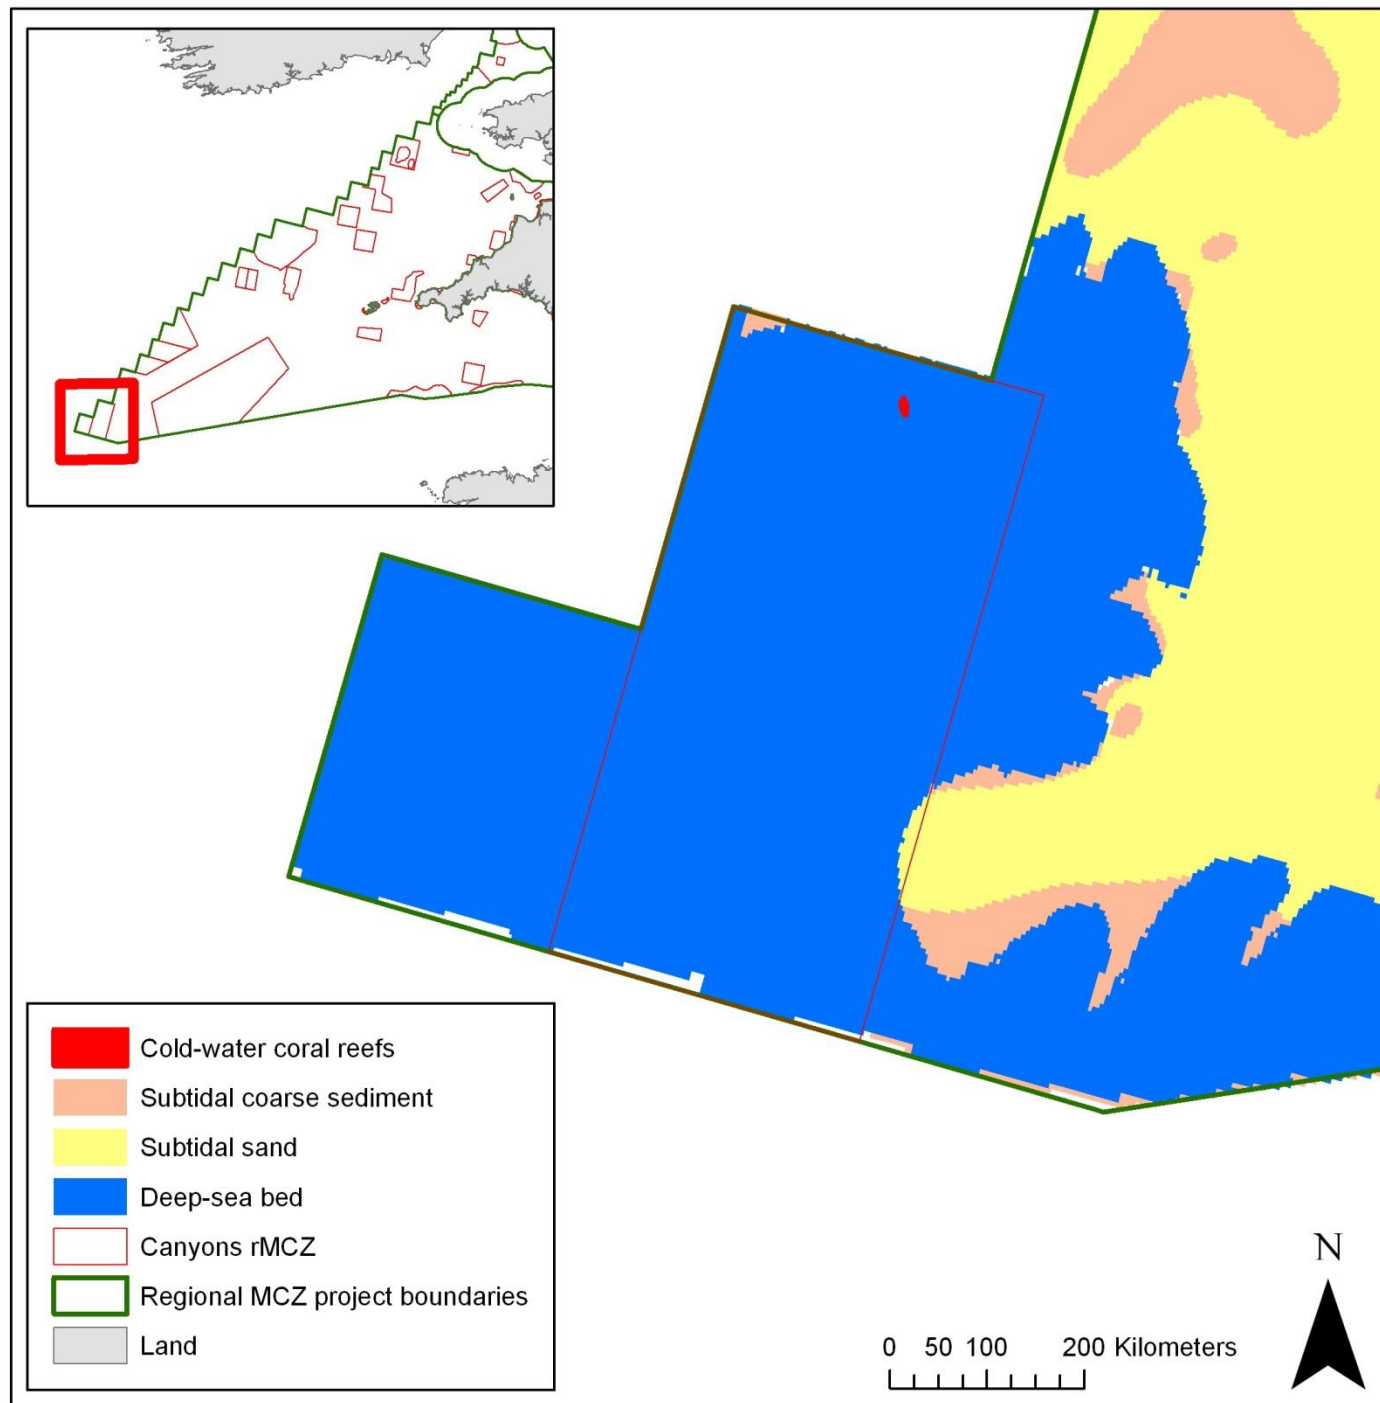 Cold-water coral reefs
Subtidal coarse sediment
Subtidal sand
Deep-sea bed
Canyons rMCZ
Regional MCZ project boundaries
Land
N
0 50 100 200 Kilometers